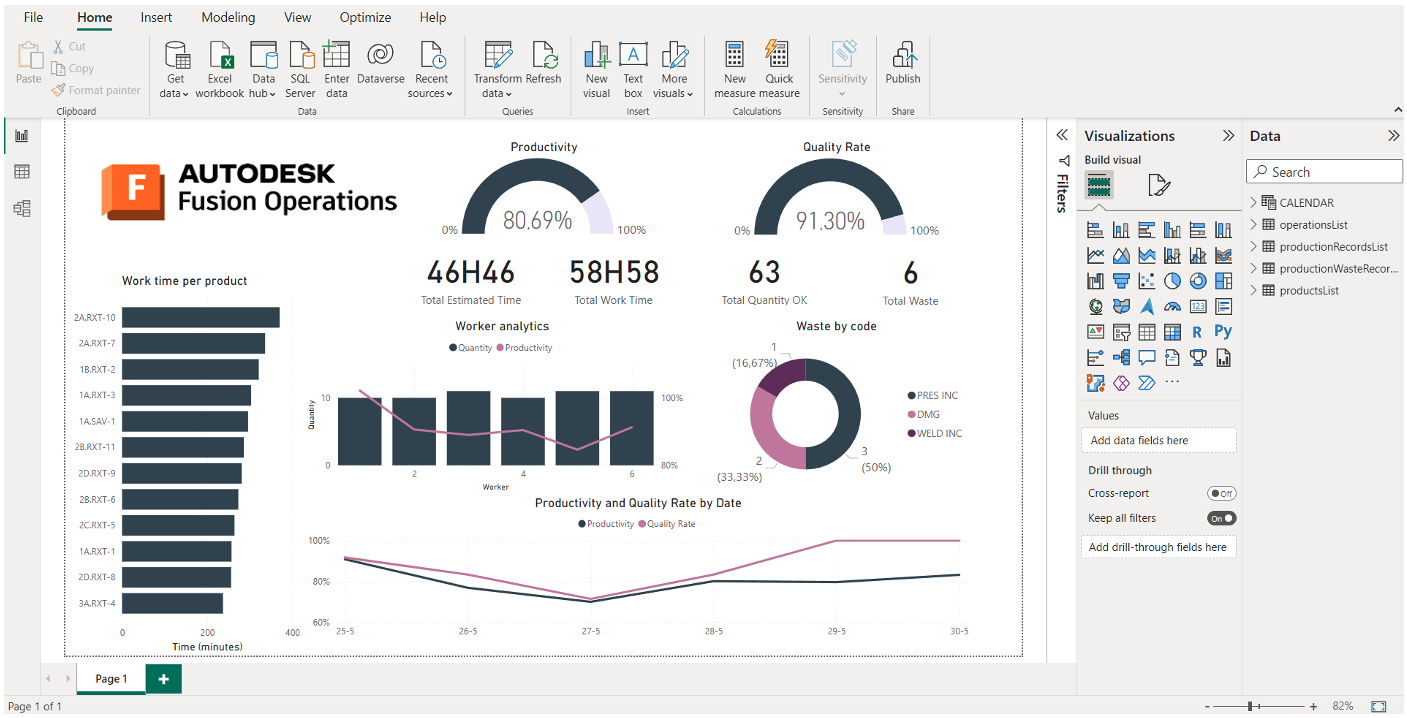 File Home Insert Modeling View Optimize Help
Paste
Cut
Copy
Format painter
Clipboard
Get data
Excel workbook
Data hub
SQL Server
Enter data
Dataverse
Recent sources
Data
Transform data
Refresh
Queries
New visual
Text box
More visuals
Insert
New measure
Quick measure
Calculations
Sensitivity
Sensitivity
Publish
Share
F
AUTODESK
Fusion Operations
Productivity
80.69%
0%
100%
Quality Rate
91,30%
0%
100%
46H46
Total Estimated Time
58H58
Total Work Time
63
Total Quantity OK
6
Total Waste
Work time per product
2A.RXT-10
2A.RXT-7
1B.RXT-2
1A.RXT-3
1A.SAV-1
2B.RXT-11
2D.RXT-9
2B.RXT-6
2C.RXT-5
1A.RXT-1
2D.RXT-8
3A.RXT-4
0 200 400
Time (minutes)
Worker analytics
Quantity Productivity
Quantity
10
0
100%
80%
2 4 6
Worker
Waste by code
1
(16,67%)
2
(33,33%)
3
(50%)
PRES INC
DMG
WELD INC
Productivity and Quality Rate by Date
Productivity Quality Rate
100%
80%
60%
25-5 26-5 27-5 28-5 29-5 30-5
Filters
Visualizations
Build visual
123
R
Py
...
Values
Add data fields here
Drill through
Cross-report
Off
Keep all filters
On
Add drill-through fields here
Data
Search
CALENDAR
operationsList
productionRecordsList
productionWasteRecor...
productsList
Page 1
+
Page 1 of 1
- + 82%